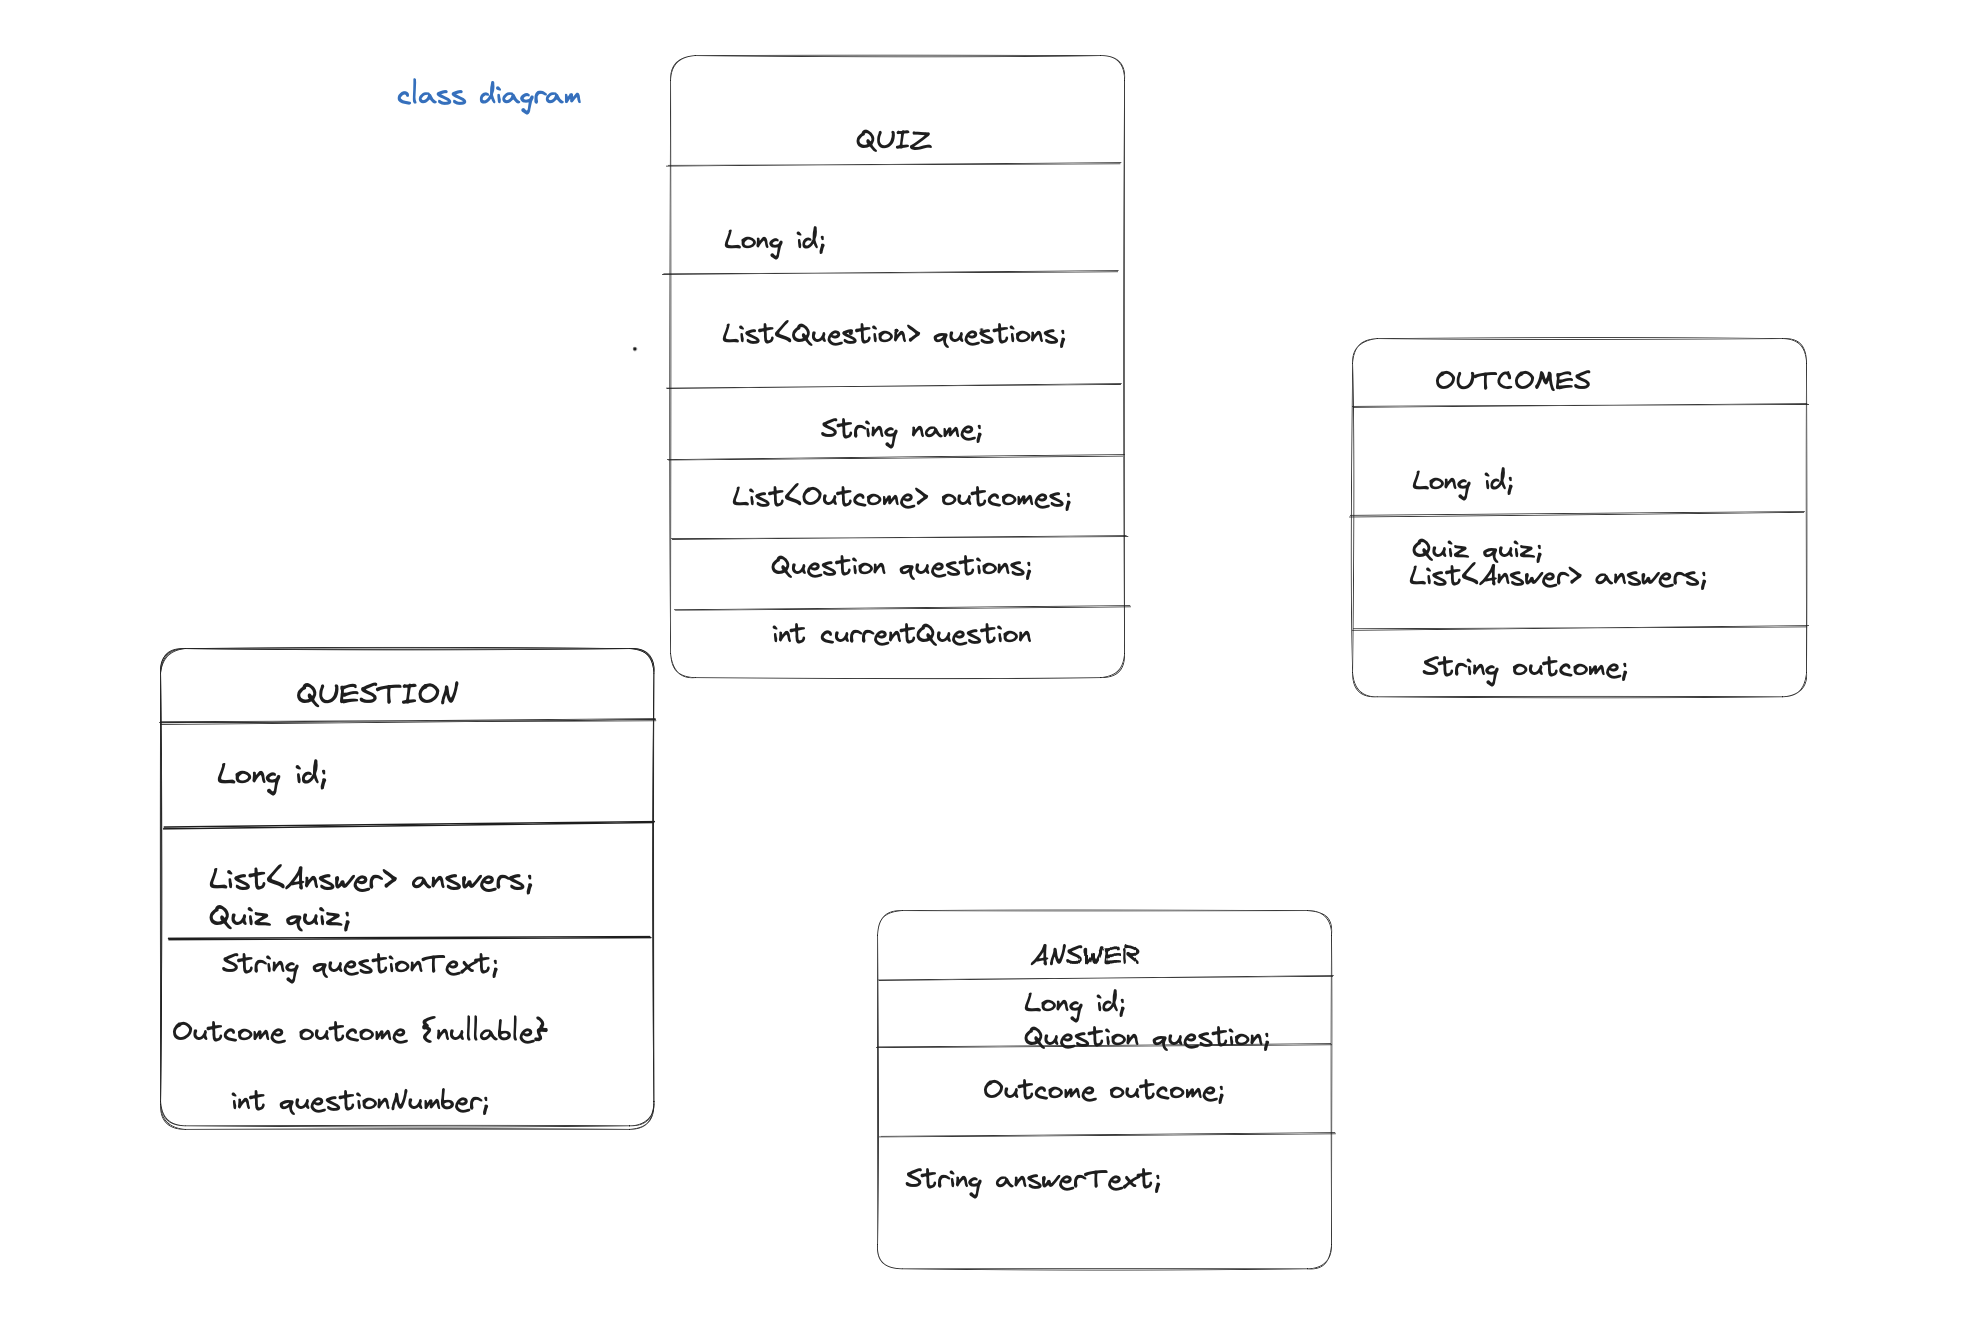 class diagram
QUIZ
Long id;
List<Question> questions;
String name;
List<Outcome> outcomes;
Question questions;
int currentQuestion
OUTCOMES
Long id;
Quiz quiz;
List<Answer> answers;
String outcome;
QUESTION
Long id;
List<Answer> answers;
Quiz quiz;
String questionText;
Outcome outcome {nullable}
int questionNumber;
ANSWER
Long id;
Question question;
Outcome outcome;
String answerText;